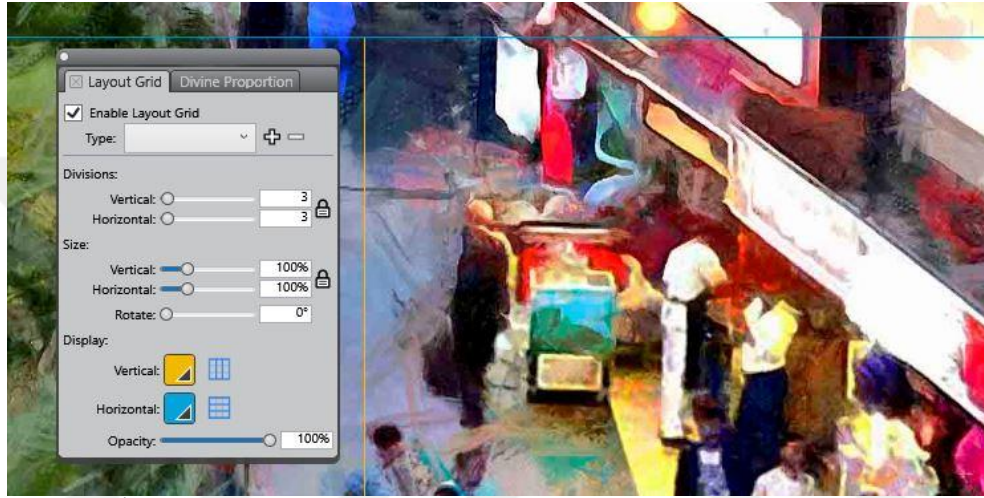 Layout Grid Divine Proportion
Enable Layout Grid
Type:
Divisions:
Vertical: 3
Horizontal: 3
Size:
Vertical: 100%
Horizontal: 100%
Rotate: 0°
Display:
Vertical:
Horizontal:
Opacity: 100%